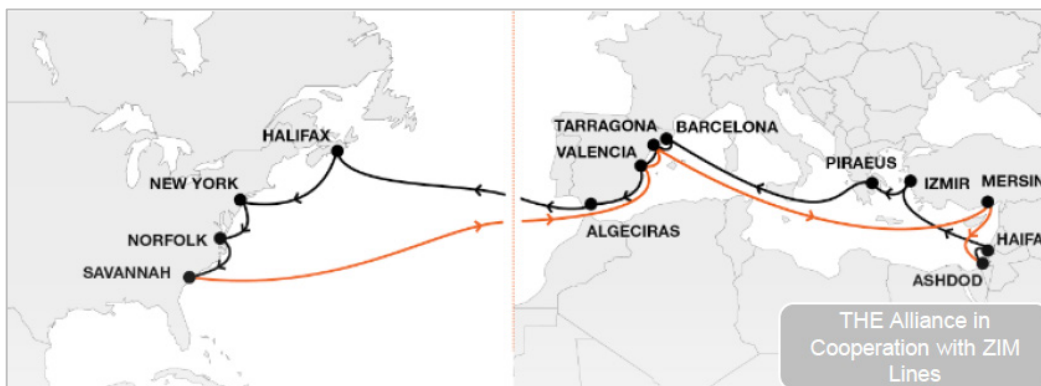 HALIFAX
NEW YORK
NORFOLK
SAVANNAH
TARRAGONA
BARCELONA
VALENCIA
PIRAEUS
IZMIR
MERSIN
ALGECIRAS
HAIFA
ASHDOD
THE Alliance in
Cooperation with ZIM
Lines